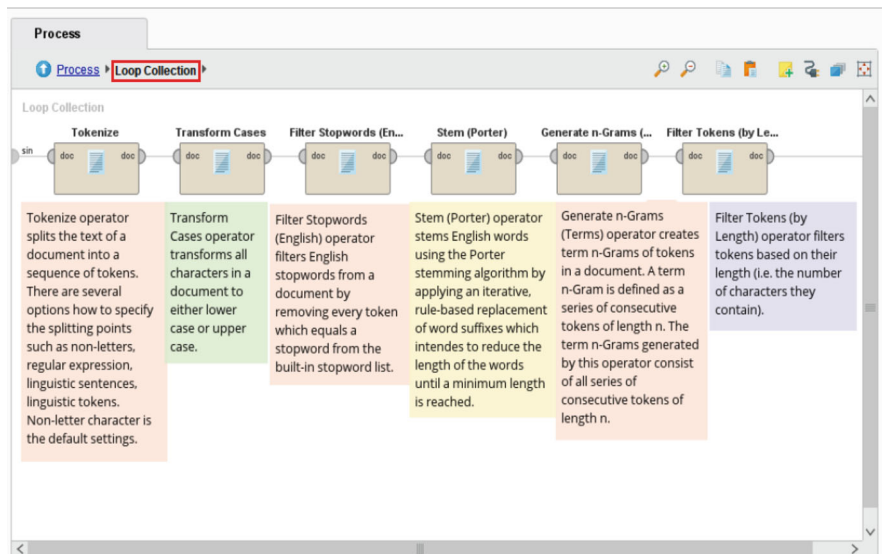 Process
Process Loop Collection
Loop Collection
Tokenize
Transform Cases
Filter Stopwords (En...
Stem (Porter)
Generate n-Grams (...
Filter Tokens (by Le...
sin
doc doc
doc doc
doc doc
doc doc
doc doc
doc doc
Tokenize operator
splits the text of a
document into a
sequence of tokens.
There are several
options how to specify
the splitting points
such as non-letters,
regular expression,
linguistic sentences,
linguistic tokens.
Non-letter character is
the default settings.
Transform
Cases operator
transforms all
characters in a
document to
either lower
case or upper
case.
Filter Stopwords
(English) operator
filters English
stopwords from a
document by
removing every token
which equals a
stopword from the
built-in stopword list.
Stem (Porter) operator
stems English words
using the Porter
stemming algorithm by
applying an iterative,
rule-based replacement
of word suffixes which
intends to reduce the
length of the words
until a minimum length
is reached.
Generate n-Grams
(Terms) operator creates
term n-Grams of tokens
in a document. A term
n-Gram is defined as a
series of consecutive
tokens of length n. The
term n-Grams generated
by this operator consist
of all series of
consecutive tokens of
length n.
Filter Tokens (by
Length) operator filters
tokens based on their
length (i.e. the number
of characters they
contain).